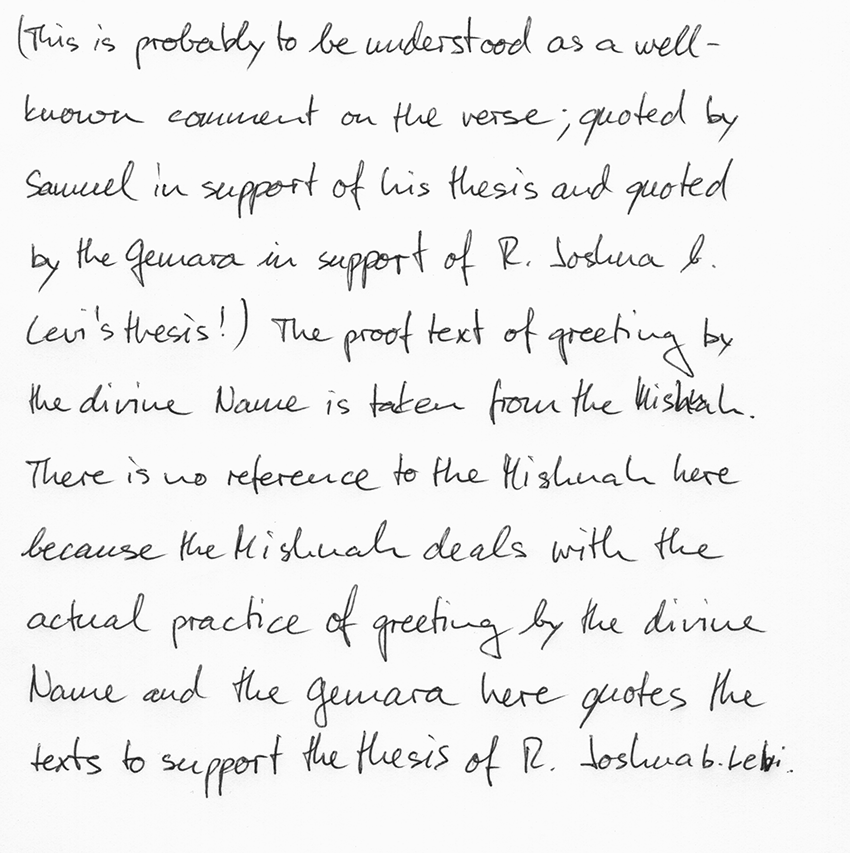 (This is probably to be understood as a well-
known comment on the verse; quoted by
Samuel in support of his thesis and quoted
by the Gemara in support of R. Joshua b.
Levi's thesis!) The proof text of greeting by
the divine Name is taken from the Mishnah.
There is no reference to the Mishnah here
because the Mishnah deals with the
actual practice of greeting by the divine
Name and the Gemara here quotes the
texts to support the thesis of R. Joshua b. Levi.